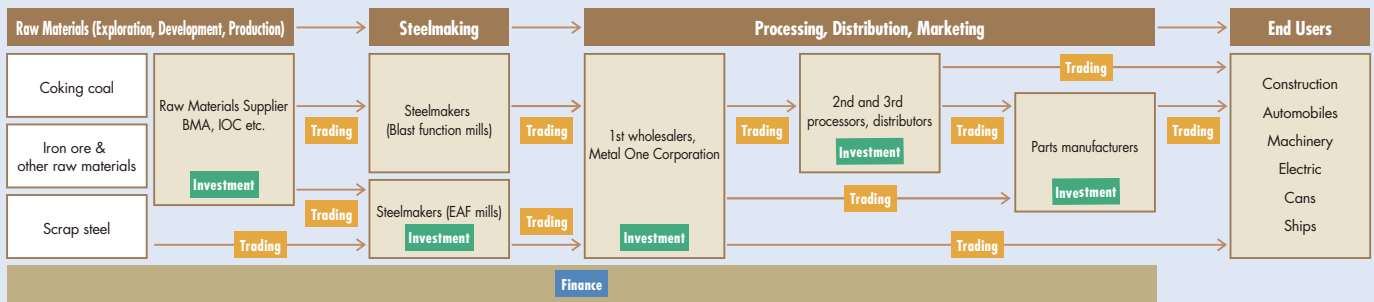 Raw Materials (Exploration, Development, Production)
Steelmaking
Processing, Distribution, Marketing
End Users
Coking coal
Iron ore &
other raw materials
Scrap steel
Raw Materials Supplier
BMA, IOC etc.
Investment
Trading
Trading
Trading
Steelmakers
(Blast function mills)
Steelmakers (EAF mills)
Investment
Trading
Trading
1st wholesalers,
Metal One Corporation
Investment
Trading
2nd and 3rd
processors, distributors
Investment
Trading
Trading
Trading
Trading
Parts manufacturers
Investment
Trading
Construction
Automobiles
Machinery
Electric
Cans
Ships
Finance